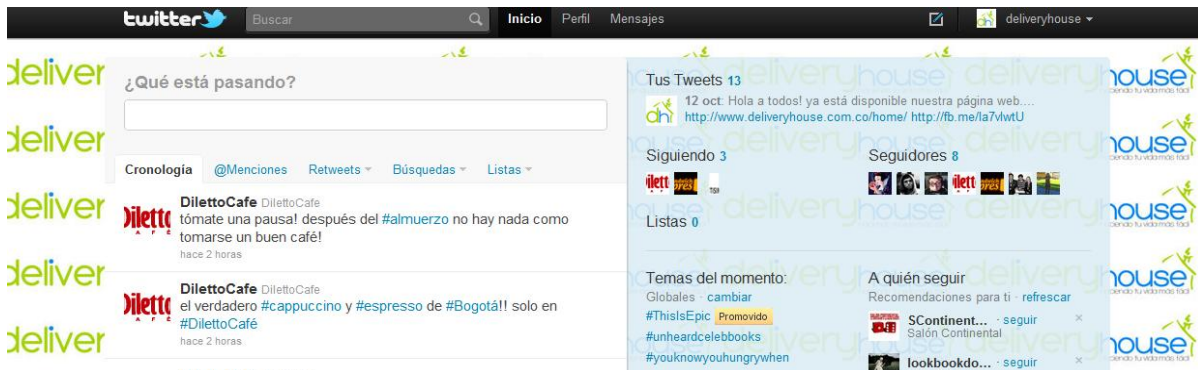 twitter
Buscar
Inicio Perfil Mensajes
deliveryhouse
¿Qué está pasando?
Cronología @Menciones Retweets Búsquedas Listas
DilettoCafe DilettoCafe
tómate una pausa! después del #almuerzo no hay nada como
tomarse un buen café!
hace 2 horas
DilettoCafe DilettoCafe
el verdadero #cappuccino y #espresso de #Bogotá!! solo en
#DilettoCafé
hace 2 horas
Tus Tweets 13
12 oct: Hola a todos! ya está disponible nuestra página web....
http://www.deliveryhouse.com.co/home/ http://fb.me/Ia7vlwtU
Siguiendo 3
Seguidores 8
Listas 0
Temas del momento:
Globales · cambiar
#ThisIsEpic Promovido
#unheardcelebbooks
#youknowyouhungrywhen
A quién seguir
Recomendaciones para ti · refrescar
SContinent... · seguir
Salón Continental
lookbookdo... · seguir
deliveryhouse
Diletto
CAFÉ
dh